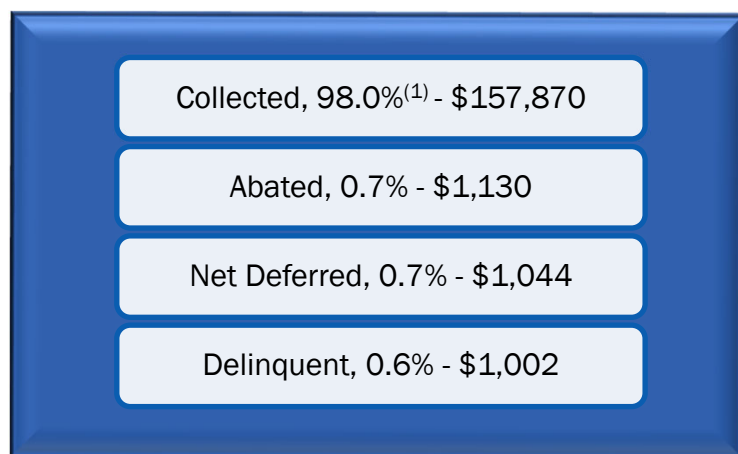 Collected, 98.0%(1) - $157,870
Abated, 0.7% - $1,130
Net Deferred, 0.7% - $1,044
Delinquent, 0.6% - $1,002